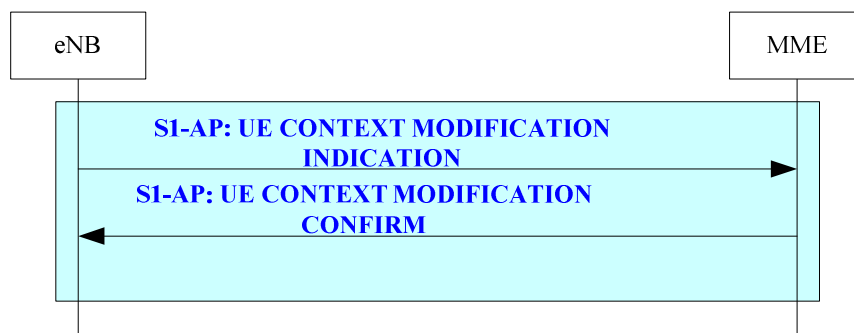 eNB
MME
S1-AP: UE CONTEXT MODIFICATION
INDICATION
S1-AP: UE CONTEXT MODIFICATION
CONFIRM